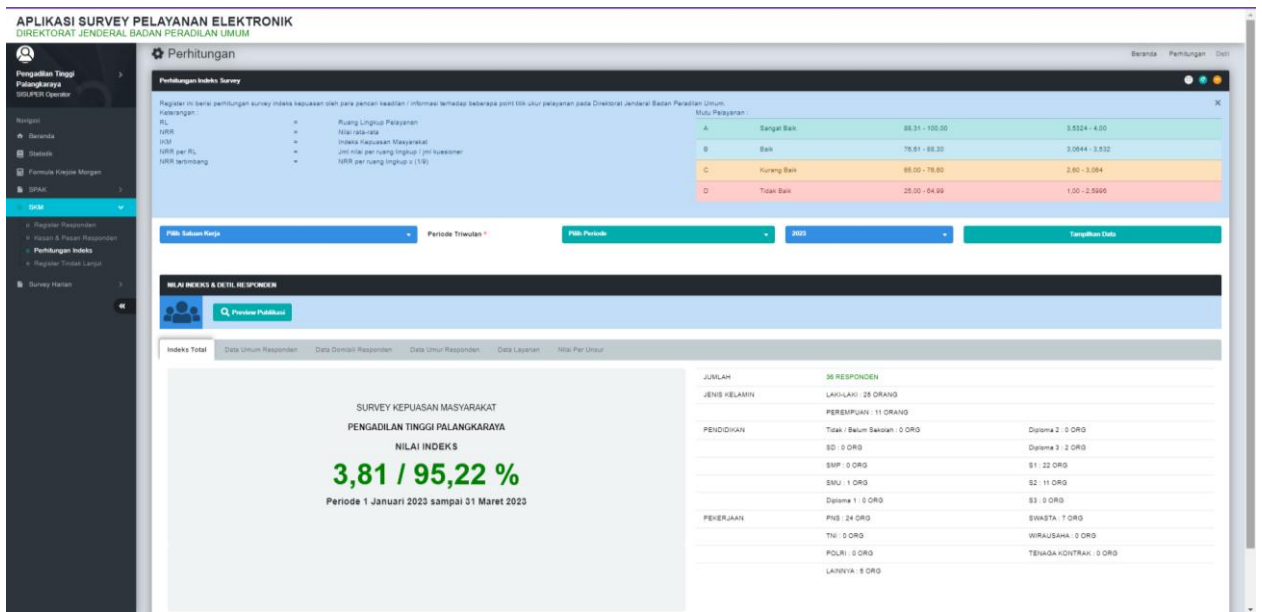 APLIKASI SURVEY PELAYANAN ELEKTRONIK
DIREKTORAT JENDERAL BADAN PERADILAN UMUM
Pengadilan Tinggi
Palangkaraya
SISUPER Operator
Navigasi
Beranda
Statistik
Formula Krejcie Morgan
SPAK
SKM
Register Responden
Kesan & Pesan Responden
Perhitungan Indeks
Register Tindak Lanjut
Survey Harian
Perhitungan
Beranda Perhitungan
Perhitungan Indeks Survey
Register ini berisi perhitungan survey indeks kepuasan oleh para pencari keadilan / informasi terhadap beberapa point titik ukur pelayanan pada Direktorat Jenderal Badan Peradilan Umum.
Keterangan :
RL = Ruang Lingkup Pelayanan
NRR = Nilai rata-rata
IKM = Indeks Kepuasan Masyarakat
NRR per RL = Jml nilai per ruang lingkup / jml kuesioner
NRR tertimbang = NRR per ruang lingkup x (1/9)
Mutu Pelayanan :
A Sangat Baik 88,31 - 100,00 3,5324 - 4,00
B Baik 76,61 - 88,30 3,0644 - 3,532
C Kurang Baik 65,00 - 76,60 2,60 - 3,064
D Tidak Baik 25,00 - 64,99 1,00 - 2,5996
Pilih Satuan Kerja Periode Triwulan * Pilih Periode 2023 Tampilkan Data
NILAI INDEKS & DETIL RESPONDEN
Preview Publikasi
Indeks Total Data Umum Responden Data Domisili Responden Data Umur Responden Data Layanan Nilai Per Unsur
SURVEY KEPUASAN MASYARAKAT
PENGADILAN TINGGI PALANGKARAYA
NILAI INDEKS
3,81 / 95,22 %
Periode 1 Januari 2023 sampai 31 Maret 2023
JUMLAH 36 RESPONDEN
JENIS KELAMIN LAKI-LAKI : 25 ORANG
PEREMPUAN : 11 ORANG
PENDIDIKAN Tidak / Belum Sekolah : 0 ORG Diploma 2 : 0 ORG
SD : 0 ORG Diploma 3 : 2 ORG
SMP : 0 ORG S1 : 22 ORG
SMU : 1 ORG S2 : 11 ORG
Diploma 1 : 0 ORG S3 : 0 ORG
PEKERJAAN PNS : 24 ORG SWASTA : 7 ORG
TNI : 0 ORG WIRAUSAHA : 0 ORG
POLRI : 0 ORG TENAGA KONTRAK : 0 ORG
LAINNYA : 5 ORG